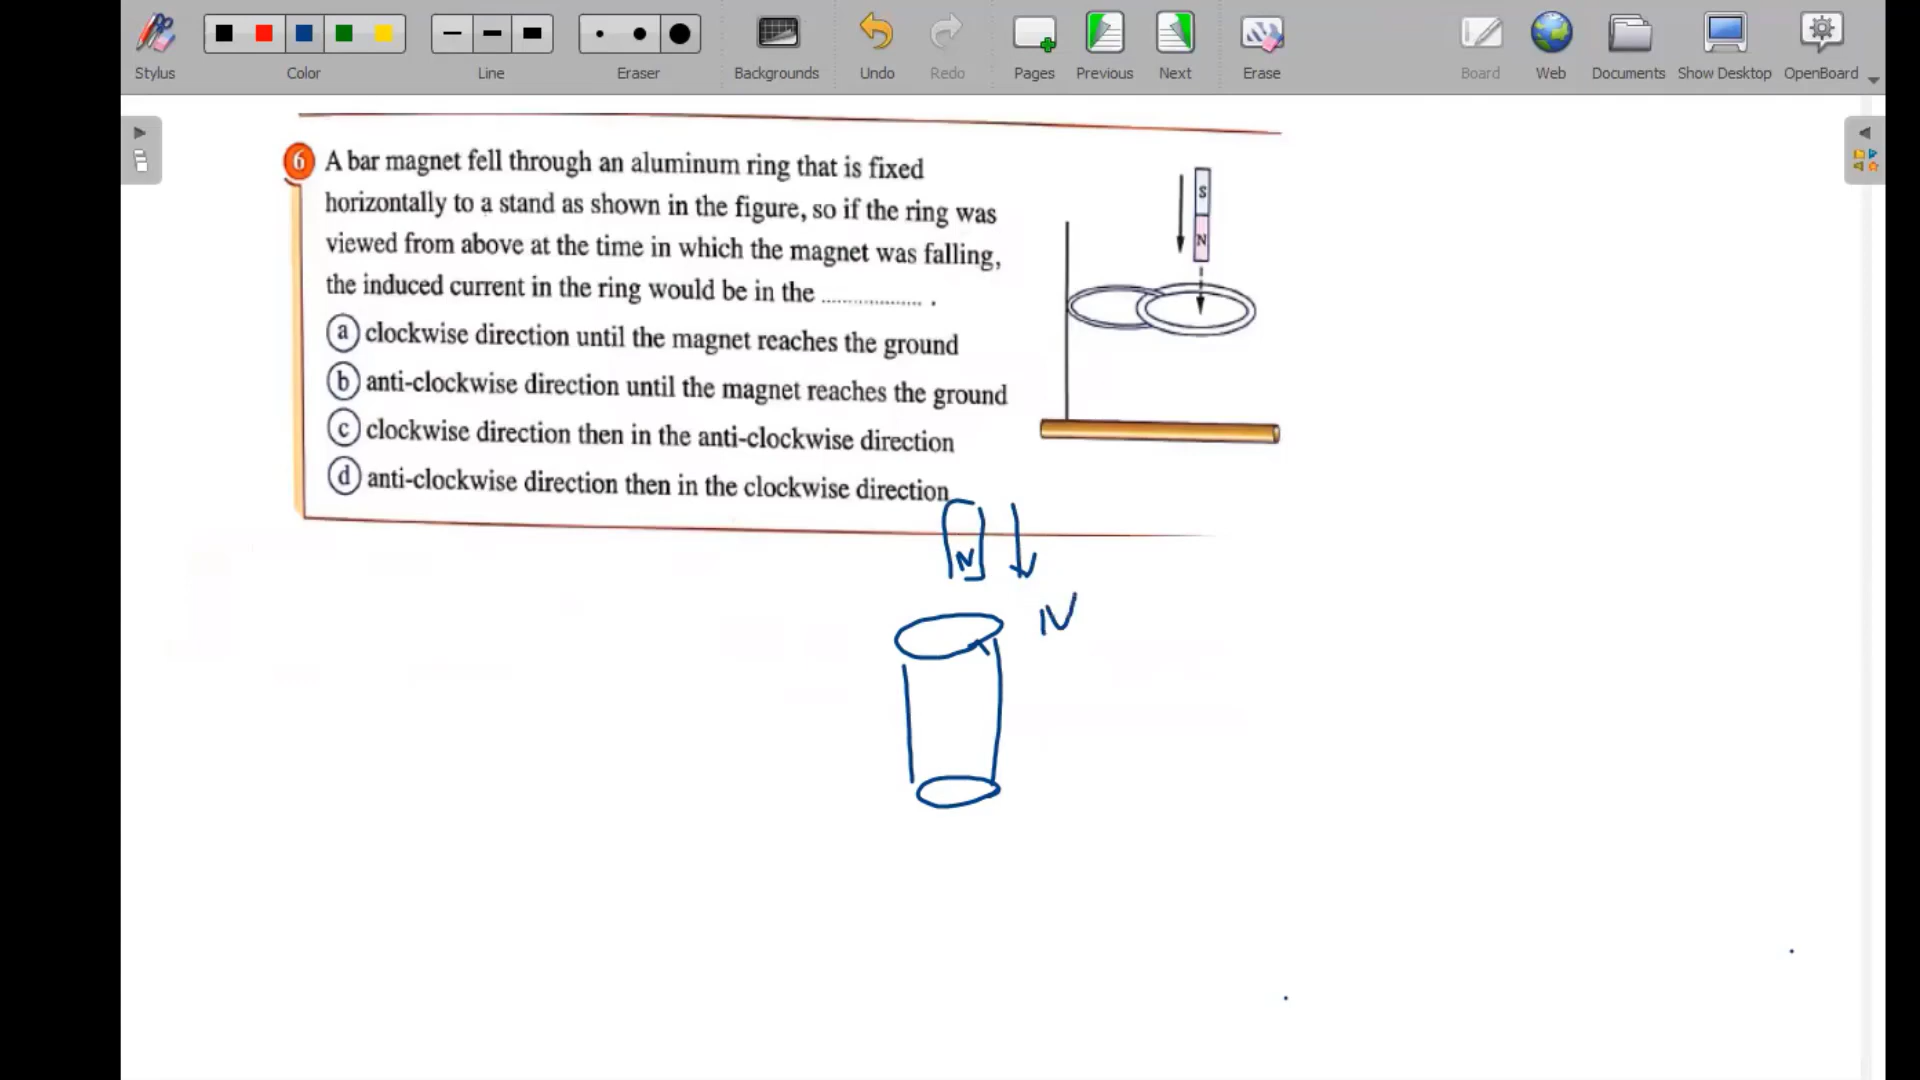 Stylus
Color
Line
Eraser
Backgrounds
Undo
Redo
Pages
Previous
Next
Erase
Board
Web
Documents
Show Desktop
OpenBoard
6 A bar magnet fell through an aluminum ring that is fixed
horizontally to a stand as shown in the figure, so if the ring was
viewed from above at the time in which the magnet was falling,
the induced current in the ring would be in the .................. .
a clockwise direction until the magnet reaches the ground
b anti-clockwise direction until the magnet reaches the ground
c clockwise direction then in the anti-clockwise direction
d anti-clockwise direction then in the clockwise direction
S
N
N
N